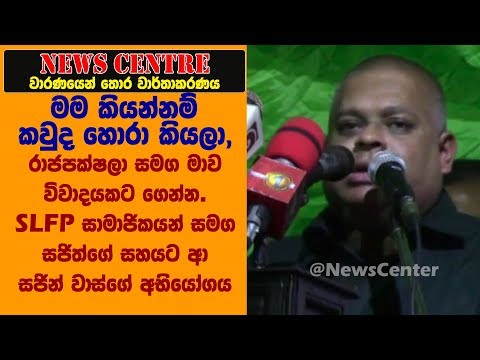 NEWS CENTRE
වාරණයෙන් තොර වාර්තාකරණය
මම කියන්නම්
කවුද හොරා කියලා,
රාජපක්ෂලා සමග මාව
විවාදයකට ගෙන්න.
SLFP සාමාජිකයන් සමග
සජිත්ගේ සහයට ආ
සජින් වාස්ගේ අභියෝගය
@NewsCenter